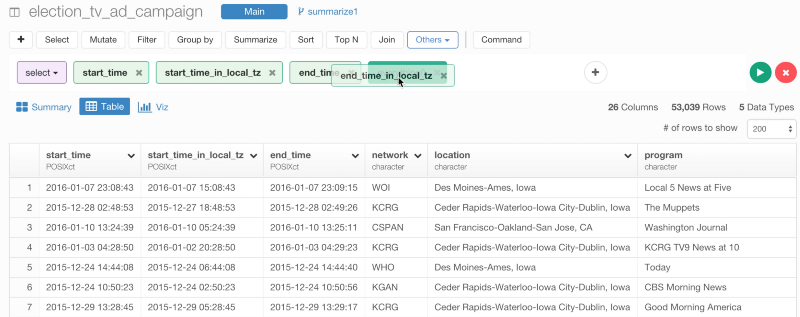 election_tv_ad_campaign Main summarize1
+ Select Mutate Filter Group by Summarize Sort Top N Join Others Command
select start_time start_time_in_local_tz end_time end_time_in_local_tz
Summary Table Viz 26 Columns 53,039 Rows 5 Data Types
# of rows to show 200
start_time start_time_in_local_tz end_time network location program
POSIXct POSIXct POSIXct character character character
1 2016-01-07 23:08:43 2016-01-07 15:08:43 2016-01-07 23:09:15 WOI Des Moines-Ames, Iowa Local 5 News at Five
2 2015-12-28 02:48:53 2015-12-27 18:48:53 2015-12-28 02:49:26 KCRG Ceder Rapids-Waterloo-Iowa City-Dublin, Iowa The Muppets
3 2016-01-10 13:24:39 2016-01-10 05:24:39 2016-01-10 13:25:11 CSPAN San Francisco-Oakland-San Jose, CA Washington Journal
4 2016-01-03 04:28:50 2016-01-02 20:28:50 2016-01-03 04:29:23 KCRG Ceder Rapids-Waterloo-Iowa City-Dublin, Iowa KCRG TV9 News at 10
5 2015-12-24 14:44:08 2015-12-24 06:44:08 2015-12-24 14:44:40 WHO Des Moines-Ames, Iowa Today
6 2015-12-24 10:50:23 2015-12-24 02:50:23 2015-12-24 10:50:56 KGAN Ceder Rapids-Waterloo-Iowa City-Dublin, Iowa CBS Morning News
7 2015-12-29 13:28:45 2015-12-29 05:28:45 2015-12-29 13:29:17 KCRG Ceder Rapids-Waterloo-Iowa City-Dublin, Iowa Good Morning America